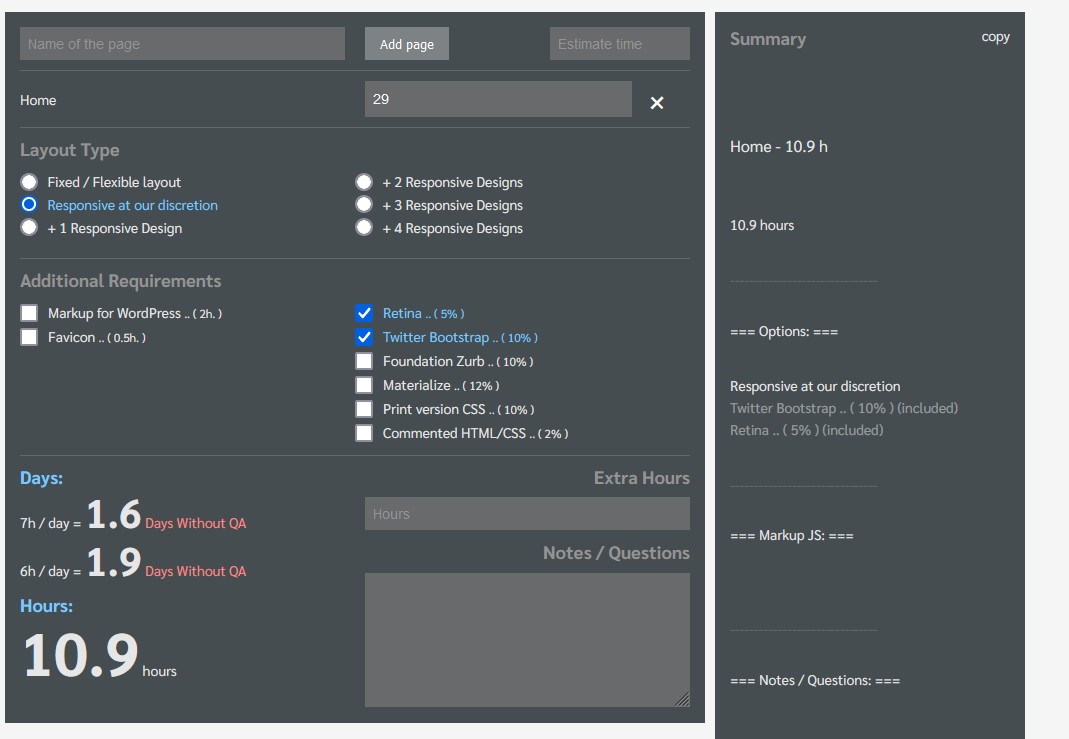 Name of the page
Add page
Estimate time
Home
29
Layout Type
Fixed / Flexible layout
Responsive at our discretion
+ 1 Responsive Design
+ 2 Responsive Designs
+ 3 Responsive Designs
+ 4 Responsive Designs
Additional Requirements
Markup for WordPress .. ( 2h. )
Favicon .. ( 0.5h. )
Retina .. ( 5% )
Twitter Bootstrap .. ( 10% )
Foundation Zurb .. ( 10% )
Materialize .. ( 12% )
Print version CSS .. ( 10% )
Commented HTML/CSS .. ( 2% )
Days:
7h / day = 1.6 Days Without QA
6h / day = 1.9 Days Without QA
Hours:
10.9 hours
Extra Hours
Hours
Notes / Questions
Summary
copy
Home - 10.9 h
10.9 hours
=== Options: ===
Responsive at our discretion
Twitter Bootstrap .. ( 10% ) (included)
Retina .. ( 5% ) (included)
=== Markup JS: ===
=== Notes / Questions: ===